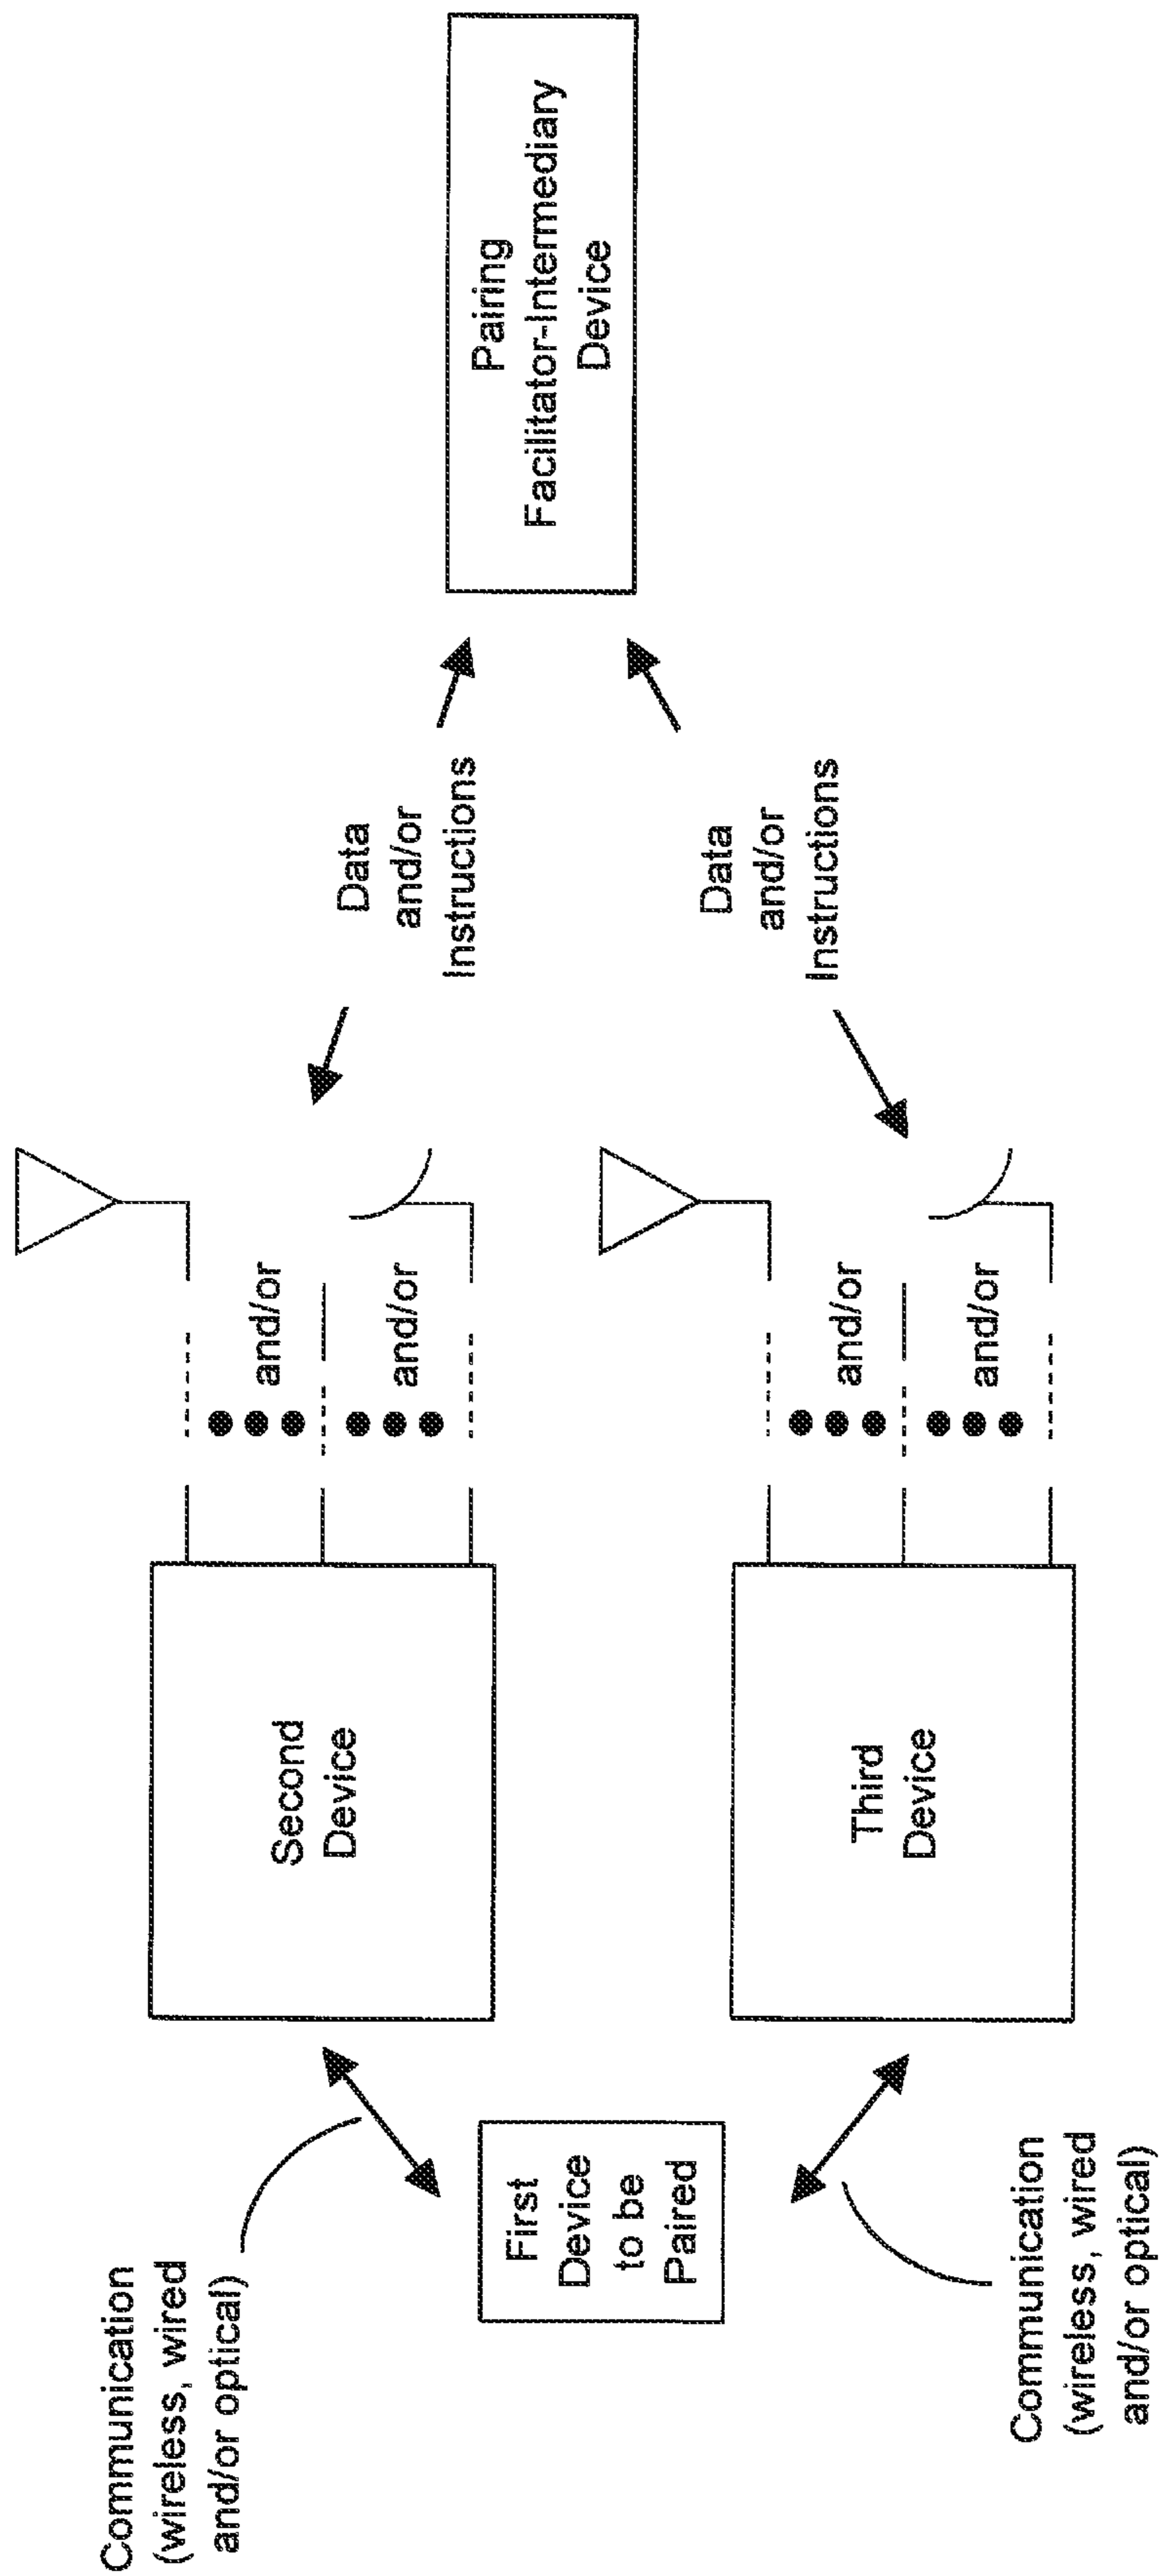 Communication
(wireless, wired
and/or optical)
First
Device
to be
Paired
Communication
(wireless, wired
and/or optical)
Second
Device
Third
Device
and/or
and/or
and/or
and/or
Data
and/or
Instructions
Data
and/or
Instructions
Pairing
Facilitator-Intermediary
Device